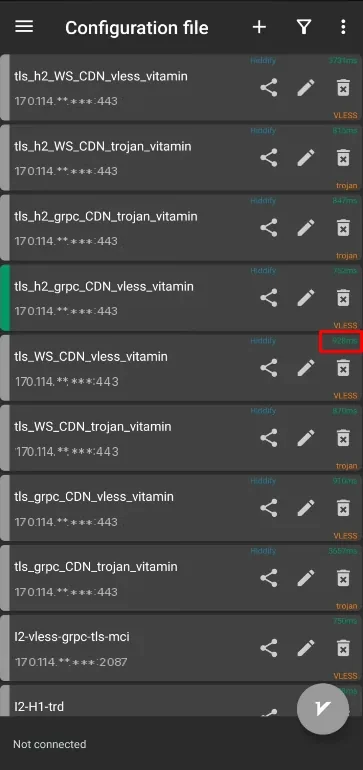 Configuration file
Hiddify
tls_h2_WS_CDN_vless_vitamin
170.114.**.***:443
VLESS
Hiddify
tls_h2_WS_CDN_trojan_vitamin
170.114.**.***:443
trojan
Hiddify
tls_h2_grpc_CDN_trojan_vitamin
170.114.**.***:443
trojan
Hiddify
tls_h2_grpc_CDN_vless_vitamin
170.114.**.***:443
VLESS
Hiddify 928ms
tls_WS_CDN_vless_vitamin
170.114.**.***:443
VLESS
Hiddify
tls_WS_CDN_trojan_vitamin
170.114.**.***:443
trojan
Hiddify
tls_grpc_CDN_vless_vitamin
170.114.**.***:443
VLESS
Hiddify
tls_grpc_CDN_trojan_vitamin
170.114.**.***:443
trojan
I2-vless-grpc-tls-mci
170.114.**.***:2087
VLESS
I2-H1-trd
Not connected